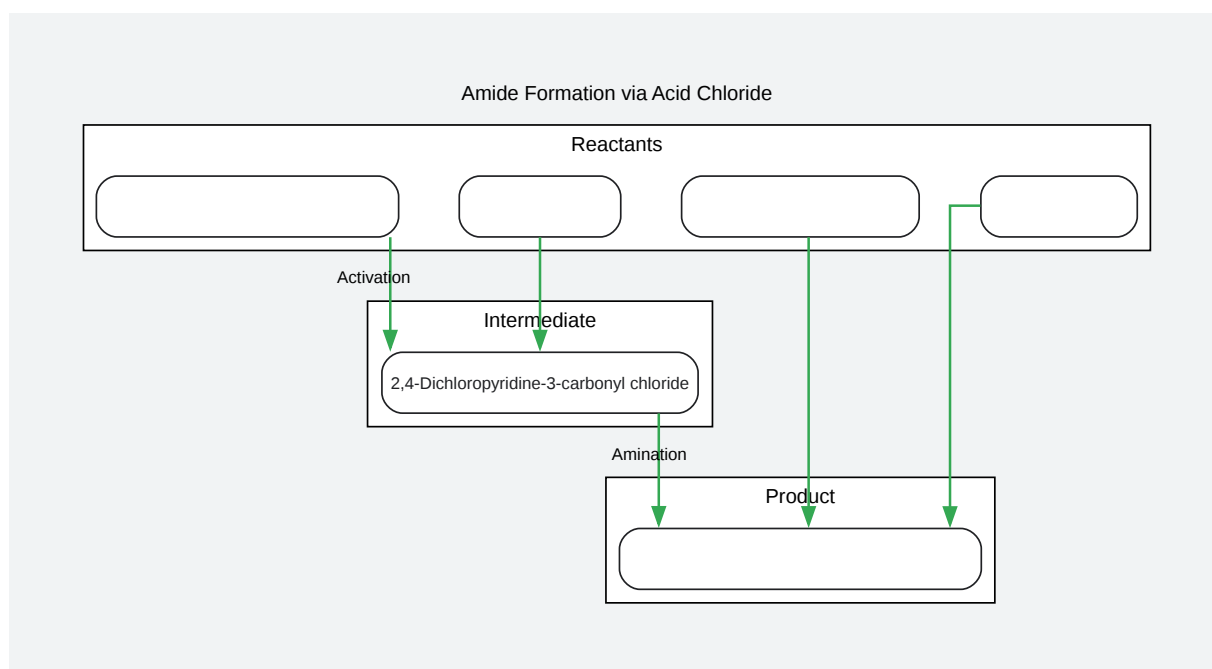 Amide Formation via Acid Chloride
Reactants
Activation
Intermediate
2,4-Dichloropyridine-3-carbonyl chloride
Amination
Product